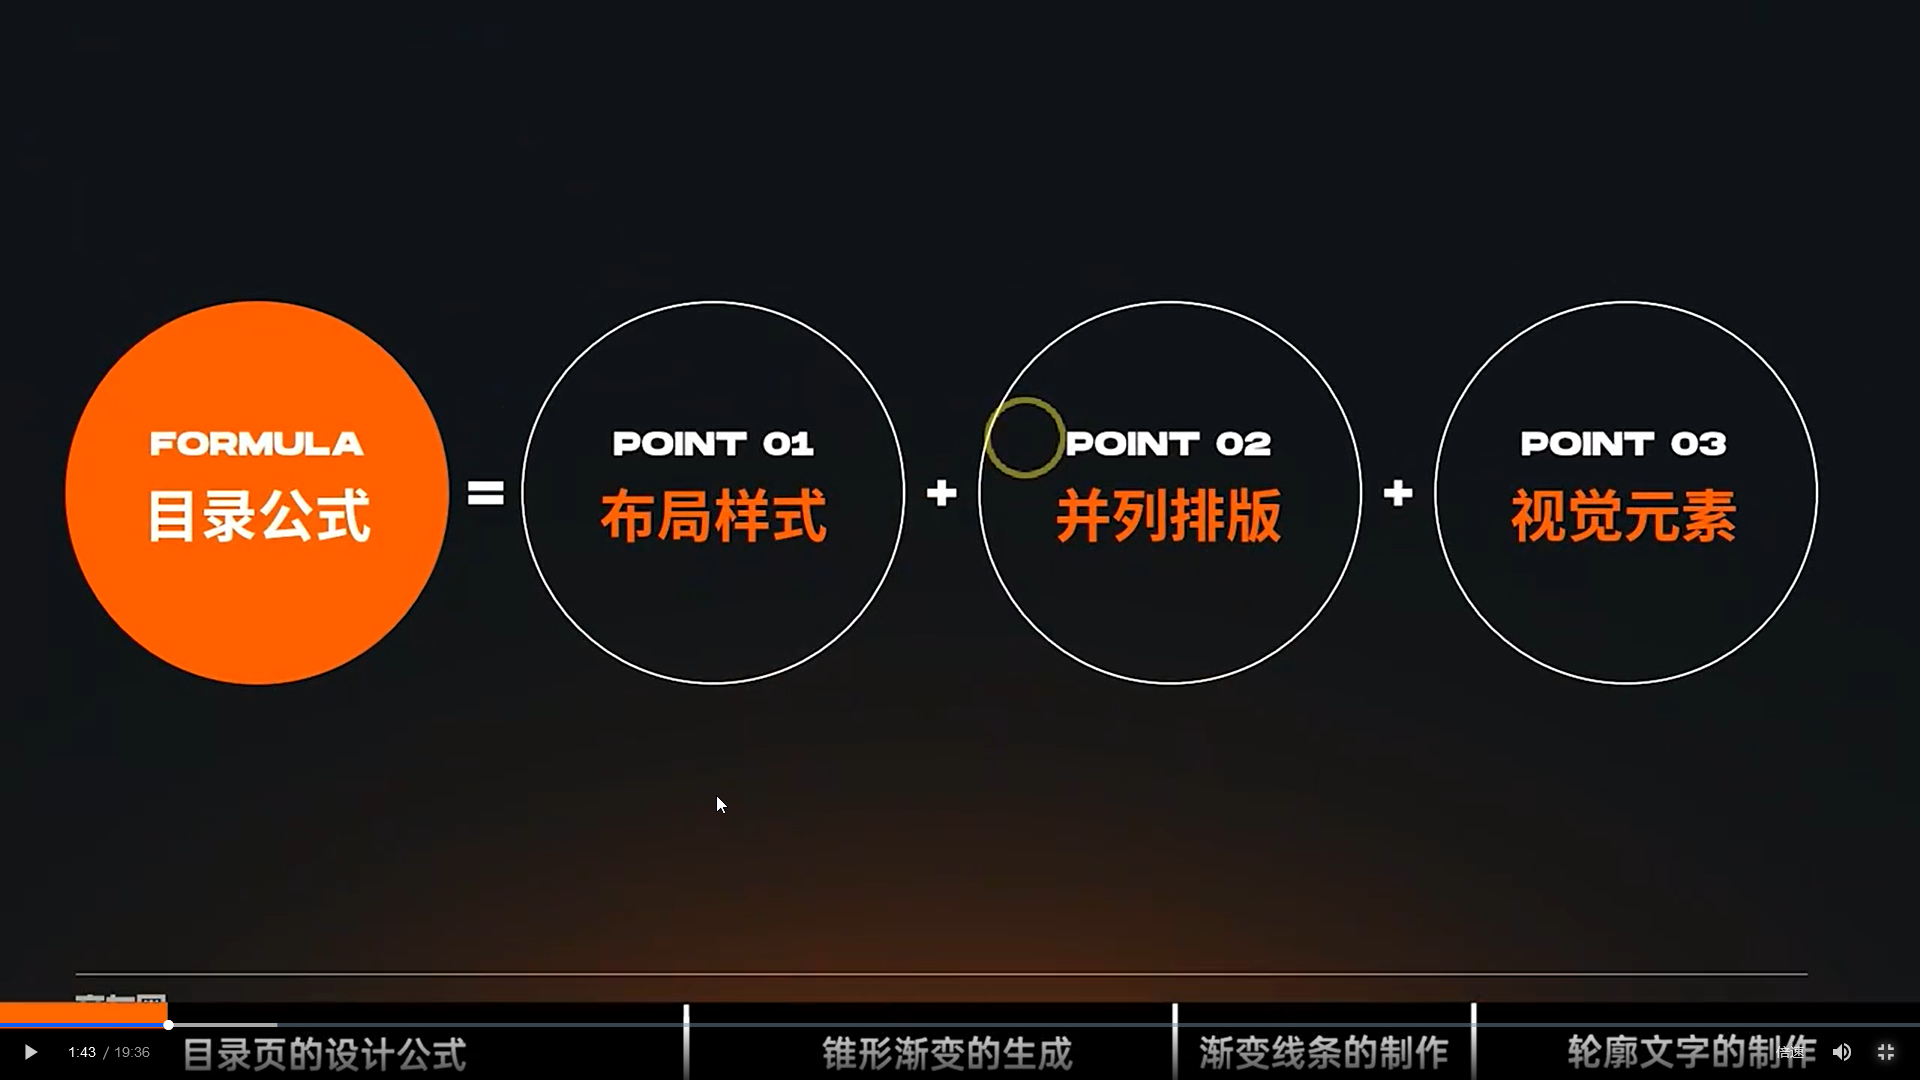 FORMULA
目录公式
=
POINT 01
布局样式
+
POINT 02
并列排版
+
POINT 03
视觉元素
1:43 / 19:36
目录页的设计公式
锥形渐变的生成
渐变线条的制作
轮廓文字的制作
倍速